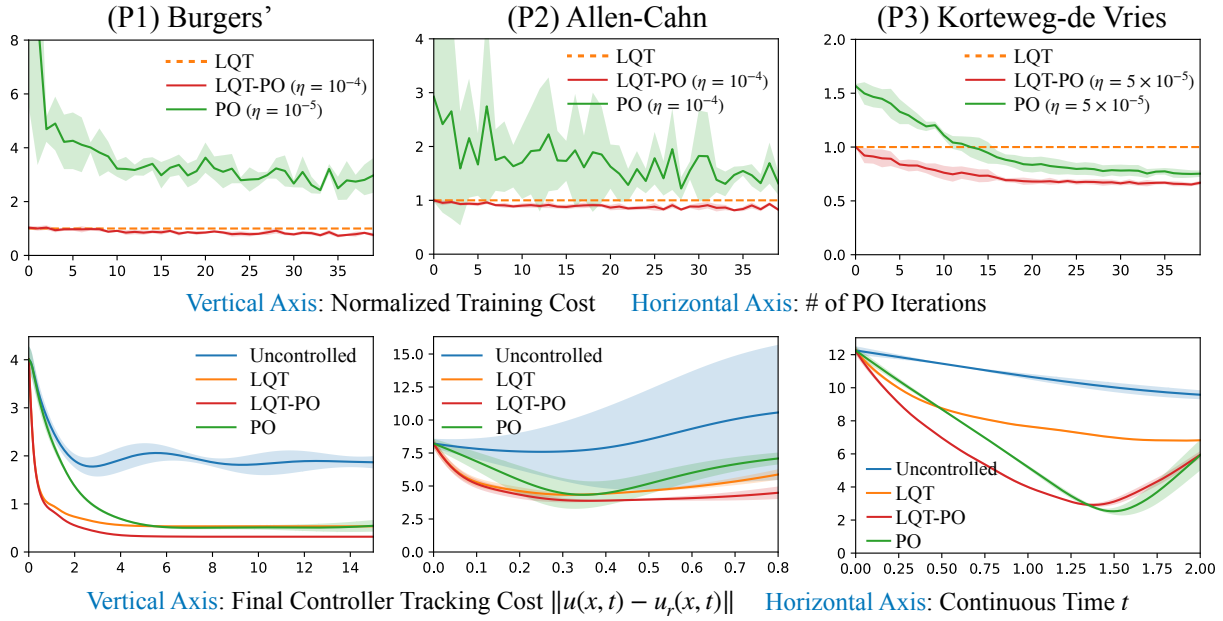 (P1) Burgers'
(P2) Allen-Cahn
(P3) Korteweg-de Vries
8
6
4
2
0
0 5 10 15 20 25 30 35
LQT
LQT-PO (η = 10⁻⁴)
PO (η = 10⁻⁵)
4
3
2
1
0
0 5 10 15 20 25 30 35
LQT
LQT-PO (η = 10⁻⁴)
PO (η = 10⁻⁴)
2.0
1.5
1.0
0.5
0.0
0 5 10 15 20 25 30 35
LQT
LQT-PO (η = 5 × 10⁻⁵)
PO (η = 5 × 10⁻⁵)
Vertical Axis: Normalized Training Cost Horizontal Axis: # of PO Iterations
4
3
2
1
0
0 2 4 6 8 10 12 14
Uncontrolled
LQT
LQT-PO
PO
15.0
12.5
10.0
7.5
5.0
2.5
0.0
0.0 0.1 0.2 0.3 0.4 0.5 0.6 0.7 0.8
Uncontrolled
LQT
LQT-PO
PO
12
10
8
6
4
2
0
0.00 0.25 0.50 0.75 1.00 1.25 1.50 1.75 2.00
Uncontrolled
LQT
LQT-PO
PO
Vertical Axis: Final Controller Tracking Cost ‖u(x, t) − uᵣ(x, t)‖ Horizontal Axis: Continuous Time t